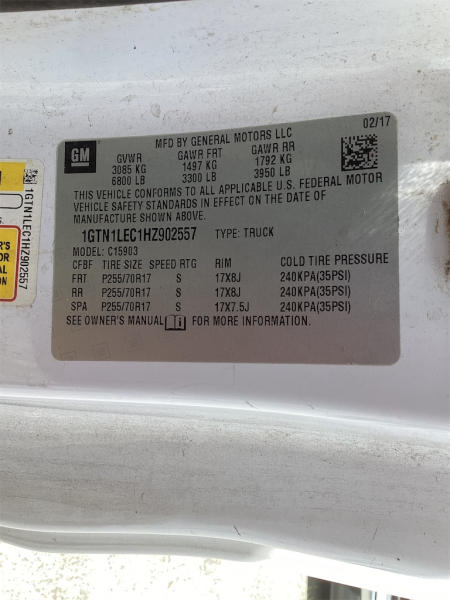 02/17
MFD BY GENERAL MOTORS LLC
GM
GVWR GAWR FRT GAWR RR
3085 KG 1497 KG 1792 KG
6800 LB 3300 LB 3950 LB
THIS VEHICLE CONFORMS TO ALL APPLICABLE U.S. FEDERAL MOTOR
VEHICLE SAFETY STANDARDS IN EFFECT ON THE DATE OF
MANUFACTURE SHOWN ABOVE.
1GTN1LEC1HZ902557 TYPE: TRUCK
MODEL: C15903
CFBF TIRE SIZE SPEED RTG RIM COLD TIRE PRESSURE
FRT P255/70R17 S 17X8J 240KPA(35PSI)
RR P255/70R17 S 17X8J 240KPA(35PSI)
SPA P255/70R17 S 17X7.5J 240KPA(35PSI)
SEE OWNER'S MANUAL FOR MORE INFORMATION.
1GTN1LEC1HZ902557